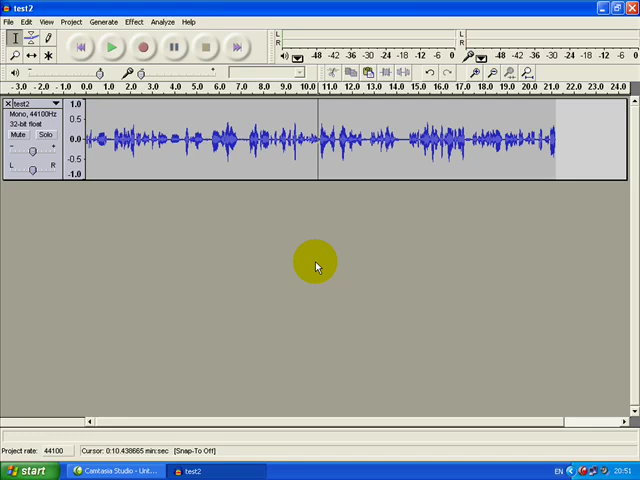 test2
File Edit View Project Generate Effect Analyze Help
L
R
-48 -42 -36 -30 -24 -18 -12 -6 0
L
R
-48 -42 -36 -30 -24 -18 -12 -6 0
- + - +
- 3.0 - 2.0 - 1.0 0.0 1.0 2.0 3.0 4.0 5.0 6.0 7.0 8.0 9.0 10.0 11.0 12.0 13.0 14.0 15.0 16.0 17.0 18.0 19.0 20.0 21.0 22.0 23.0 24.0
test2
Mono, 44100Hz
32-bit float
Mute Solo
- +
L R
1.0
0.5
0.0
-0.5
-1.0
Project rate: 44100 Cursor: 0:10.438665 min:sec [Snap-To Off]
start Camtasia Studio - Unt... test2 EN 20:51